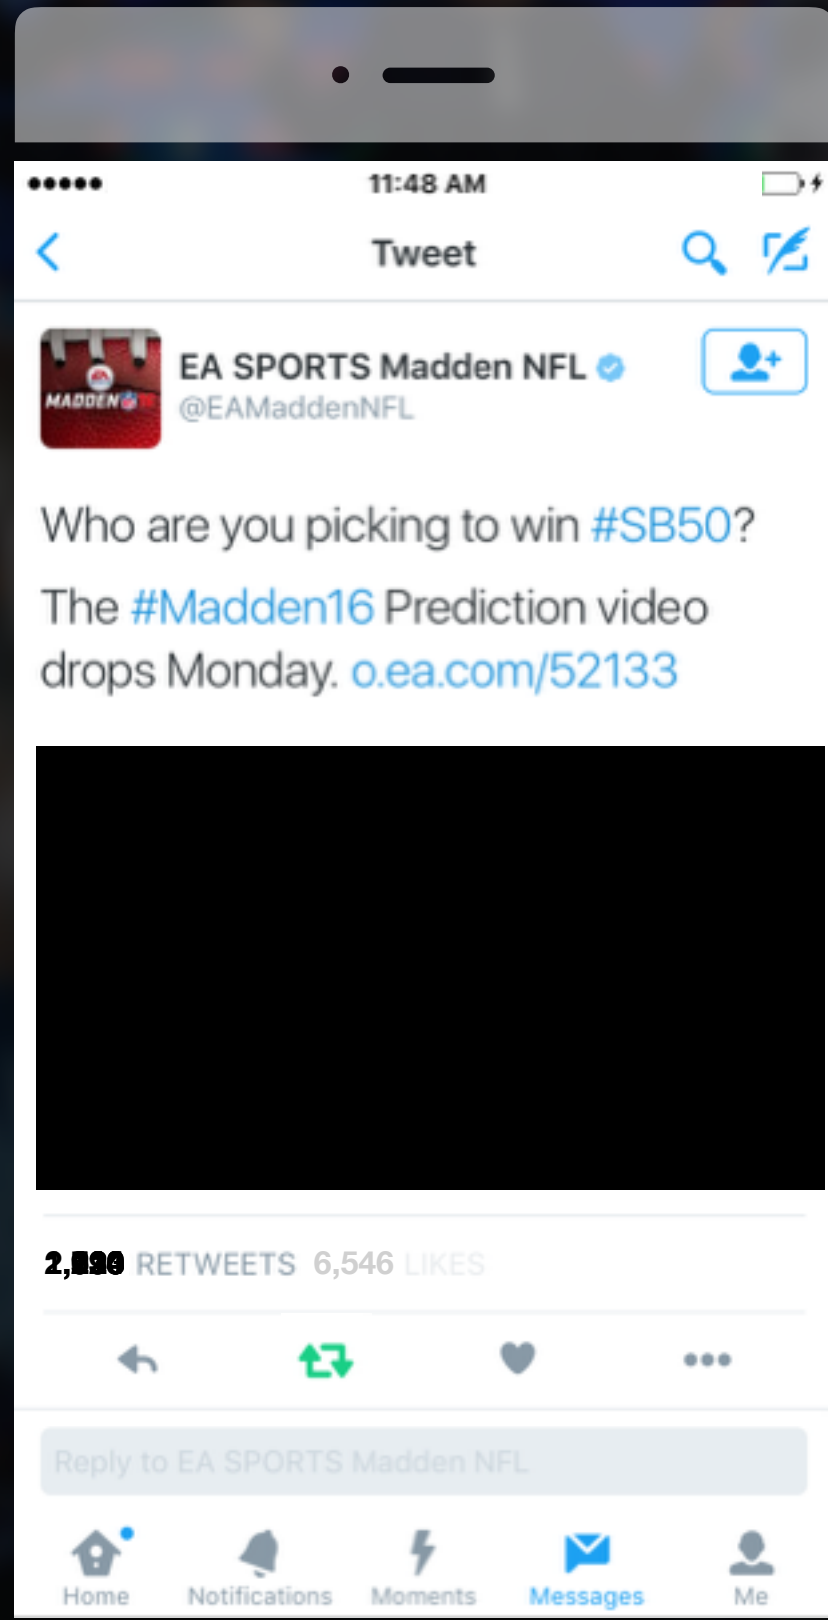 11:48 AM
Tweet
EA SPORTS Madden NFL
@EAMaddenNFL
MADDEN
Who are you picking to win #SB50?
The #Madden16 Prediction video
drops Monday. o.ea.com/52133
RETWEETS 6,546 LIKES
Reply to EA SPORTS Madden NFL
Home Notifications Moments Messages Me